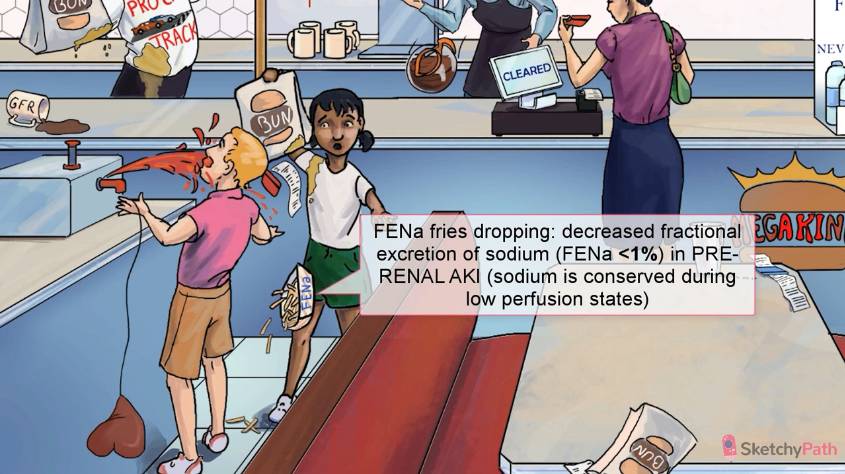 BUN
PRO
TRACK
F
NEV
CLEARED
GFR
BUN
MEGAKIN
FENa fries dropping: decreased fractional
excretion of sodium (FENa <1%) in PRE-
RENAL AKI (sodium is conserved during
low perfusion states)
FENa
BUN
SketchyPath